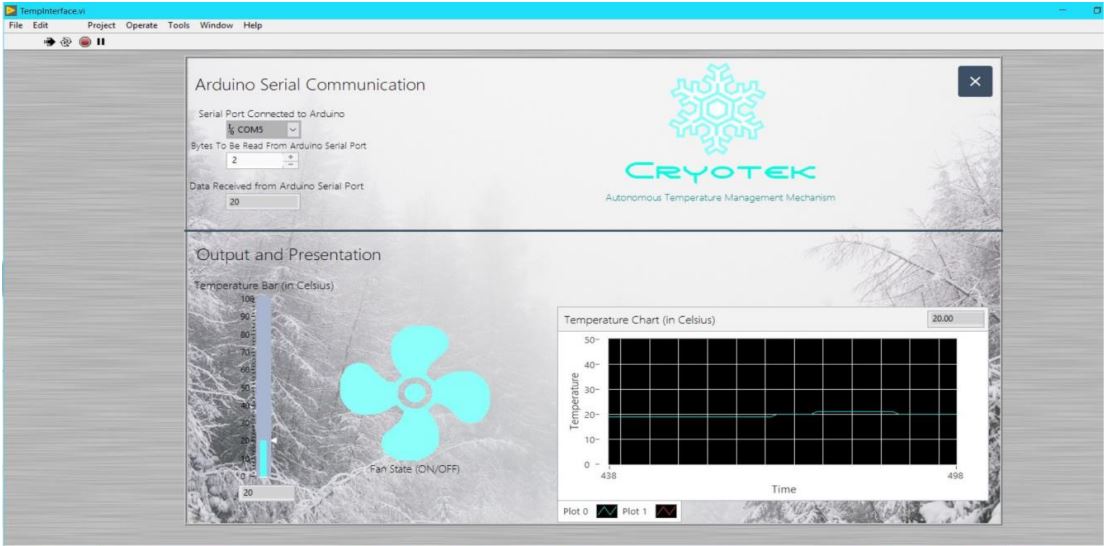 TempInterface.vi
File Edit Project Operate Tools Window Help
Arduino Serial Communication
Serial Port Connected to Arduino
COM5
Bytes To Be Read From Arduino Serial Port
2
Data Received from Arduino Serial Port
20
CRYOTEK
Autonomous Temperature Management Mechanism
Output and Presentation
Temperature Bar (in Celsius)
100
90
80
70
60
50
40
30
20
10
0
20
Fan State (ON/OFF)
Temperature Chart (in Celsius)
20.00
Temperature
50
40
30
20
10
0
438
498
Time
Plot 0 Plot 1